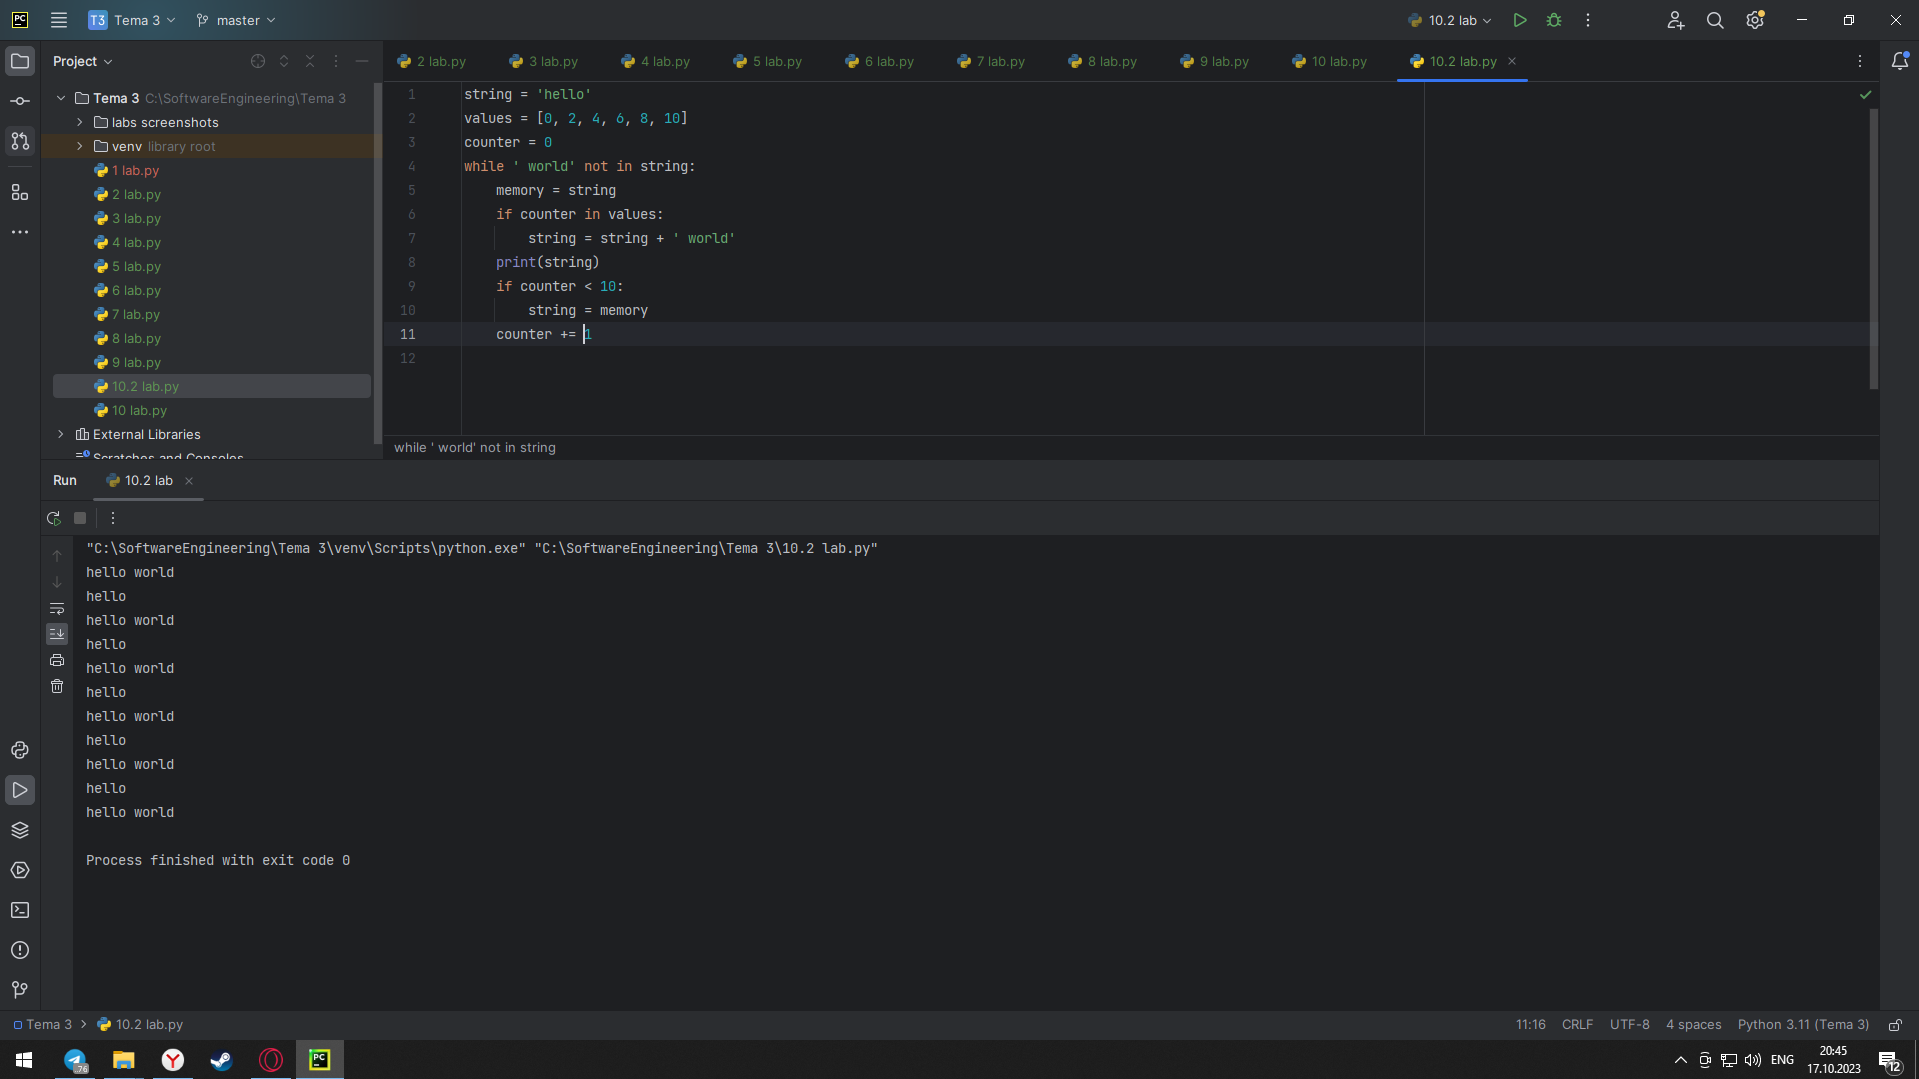 PC T3 Tema 3 master 10.2 lab
Project
2 lab.py 3 lab.py 4 lab.py 5 lab.py 6 lab.py 7 lab.py 8 lab.py 9 lab.py 10 lab.py 10.2 lab.py
Tema 3 C:\SoftwareEngineering\Tema 3
labs screenshots
venv library root
1 lab.py
2 lab.py
3 lab.py
4 lab.py
5 lab.py
6 lab.py
7 lab.py
8 lab.py
9 lab.py
10.2 lab.py
10 lab.py
External Libraries
Scratches and Consoles
1 string = 'hello'
2 values = [0, 2, 4, 6, 8, 10]
3 counter = 0
4 while ' world' not in string:
5     memory = string
6     if counter in values:
7         string = string + ' world'
8     print(string)
9     if counter < 10:
10         string = memory
11     counter += 1
12
while ' world' not in string
Run 10.2 lab
"C:\SoftwareEngineering\Tema 3\venv\Scripts\python.exe" "C:\SoftwareEngineering\Tema 3\10.2 lab.py"
hello world
hello
hello world
hello
hello world
hello
hello world
hello
hello world
hello
hello world
Process finished with exit code 0
Tema 3 10.2 lab.py 11:16 CRLF UTF-8 4 spaces Python 3.11 (Tema 3)
.76 PC ENG 20:45
17.10.2023 12